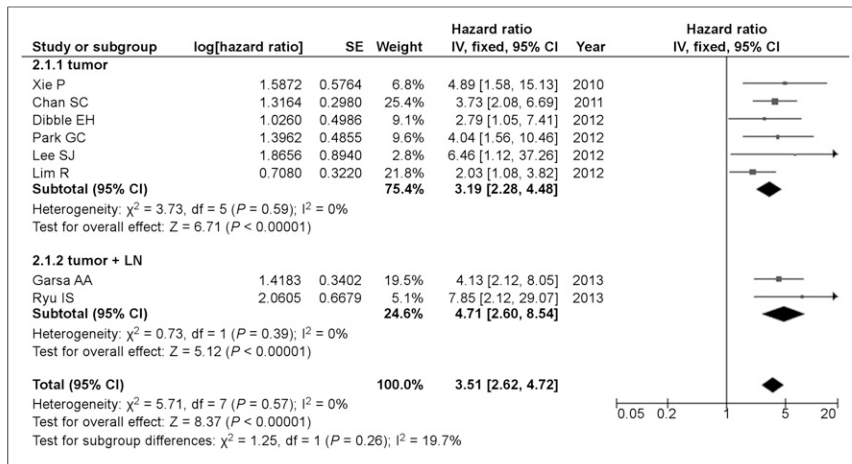 Hazard ratio Hazard ratio
Study or subgroup log[hazard ratio] SE Weight IV, fixed, 95% CI Year IV, fixed, 95% CI
2.1.1 tumor
Xie P 1.5872 0.5764 6.8% 4.89 [1.58, 15.13] 2010
Chan SC 1.3164 0.2980 25.4% 3.73 [2.08, 6.69] 2011
Dibble EH 1.0260 0.4986 9.1% 2.79 [1.05, 7.41] 2012
Park GC 1.3962 0.4855 9.6% 4.04 [1.56, 10.46] 2012
Lee SJ 1.8656 0.8940 2.8% 6.46 [1.12, 37.26] 2012
Lim R 0.7080 0.3220 21.8% 2.03 [1.08, 3.82] 2012
Subtotal (95% CI) 75.4% 3.19 [2.28, 4.48]
Heterogeneity: χ² = 3.73, df = 5 (P = 0.59); I² = 0%
Test for overall effect: Z = 6.71 (P < 0.00001)
2.1.2 tumor + LN
Garsa AA 1.4183 0.3402 19.5% 4.13 [2.12, 8.05] 2013
Ryu IS 2.0605 0.6679 5.1% 7.85 [2.12, 29.07] 2013
Subtotal (95% CI) 24.6% 4.71 [2.60, 8.54]
Heterogeneity: χ² = 0.73, df = 1 (P = 0.39); I² = 0%
Test for overall effect: Z = 5.12 (P < 0.00001)
Total (95% CI) 100.0% 3.51 [2.62, 4.72]
Heterogeneity: χ² = 5.71, df = 7 (P = 0.57); I² = 0%
Test for overall effect: Z = 8.37 (P < 0.00001)
Test for subgroup differences: χ² = 1.25, df = 1 (P = 0.26); I² = 19.7%
0.05 0.2 1 5 20